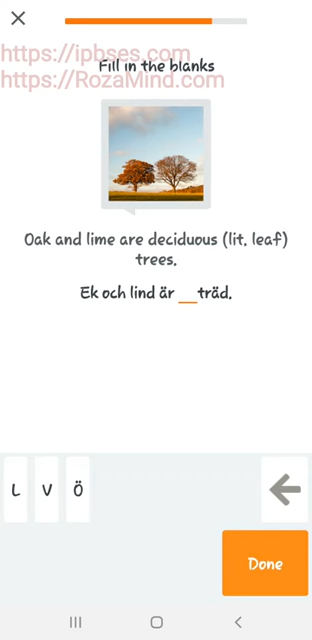 https://ipbses.com
https://RozaMind.com
Fill in the blanks
Oak and lime are deciduous (lit. leaf)
trees.
Ek och lind är __träd.
L V Ö
Done